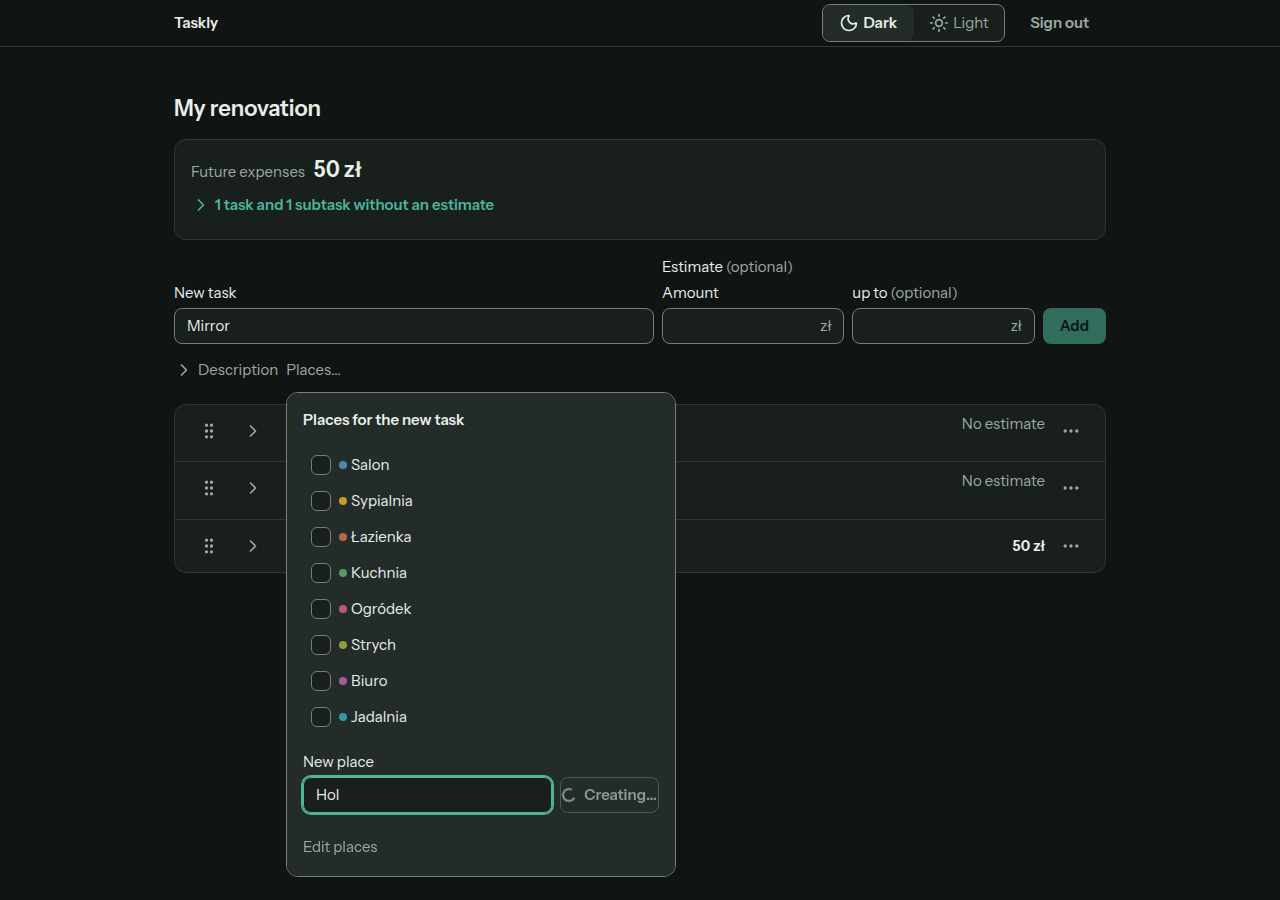 Taskly Dark Light Sign out
My renovation
Future expenses 50 zł
1 task and 1 subtask without an estimate
Estimate (optional)
New task Amount up to (optional)
Mirror zł zł Add
Description Places...
Places for the new task
No estimate
Salon
No estimate
Sypialnia
Łazienka 50 zł
Kuchnia
Ogródek
Strych
Biuro
Jadalnia
New place
Hol Creating...
Edit places